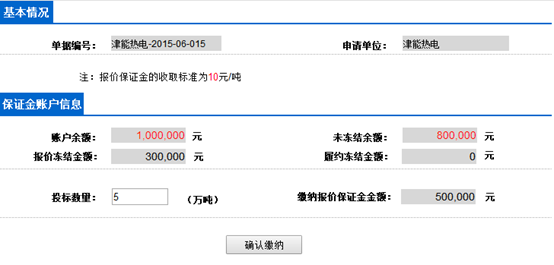 基本情况
单据编号: 津能热电-2015-06-015 申请单位: 津能热电
注：报价保证金的收取标准为10元/吨
保证金账户信息
账户余额: 1,000,000 元 未冻结余额: 800,000 元
报价冻结金额: 300,000 元 履约冻结金额: 0 元
投标数量: 5 （万吨） 缴纳报价保证金金额: 500,000 元
确认缴纳